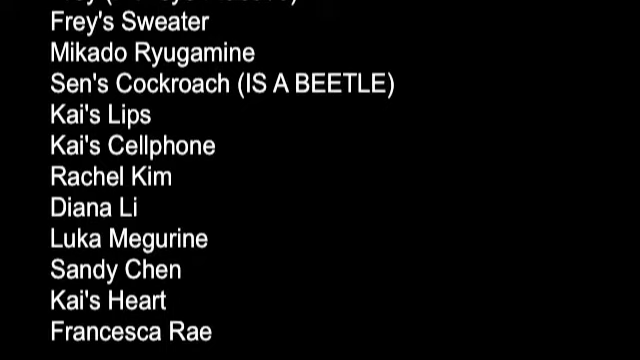 Frey's Sweater
Mikado Ryugamine
Sen's Cockroach (IS A BEETLE)
Kai's Lips
Kai's Cellphone
Rachel Kim
Diana Li
Luka Megurine
Sandy Chen
Kai's Heart
Francesca Rae